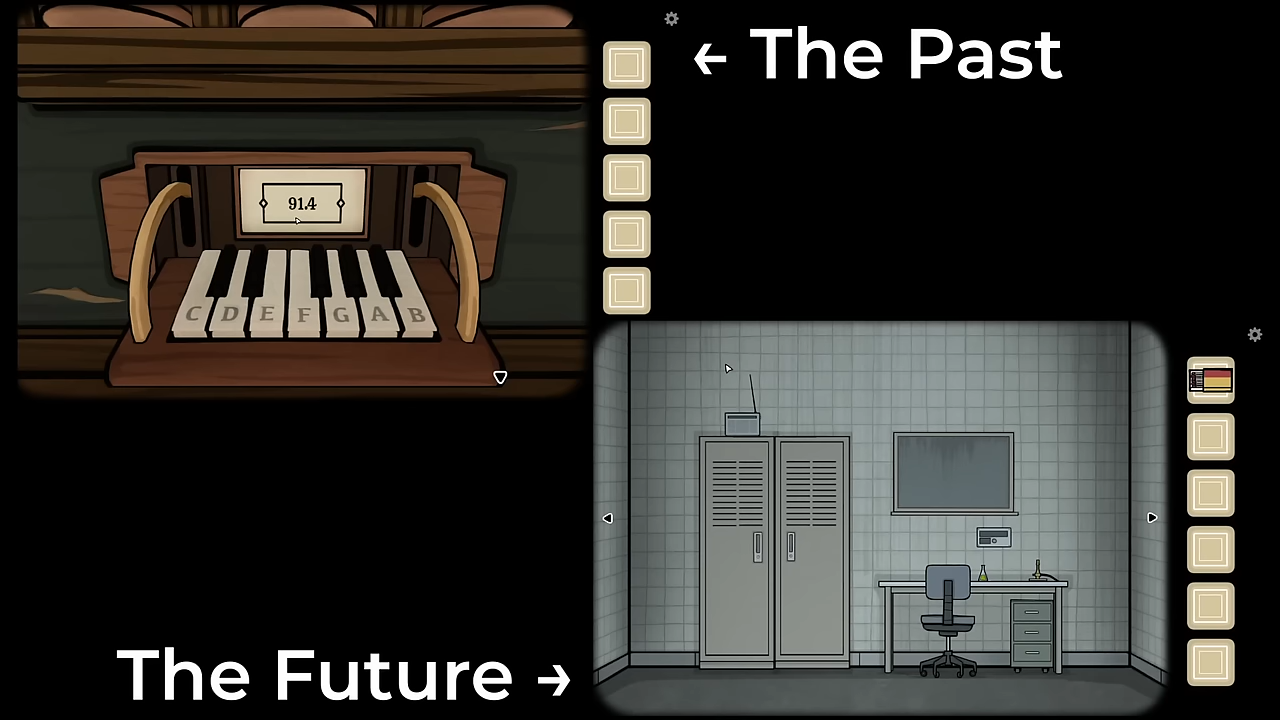 ← The Past
91.4
C D E F G A B
The Future →